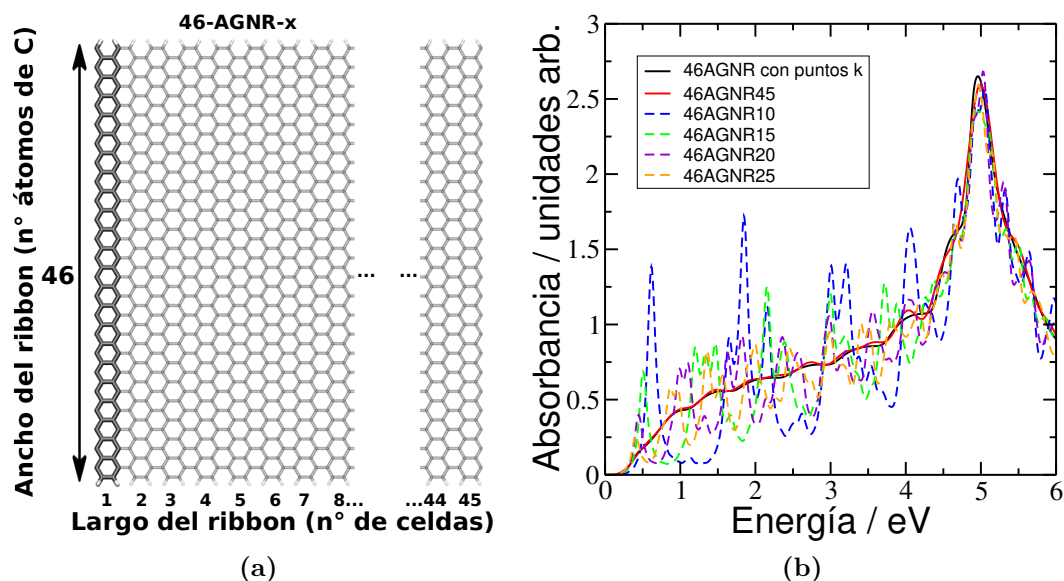 46-AGNR-x
Ancho del ribbon (n° átomos de C)
46
... ...
1 2 3 4 5 6 7 8... ...44 45
Largo del ribbon (n° de celdas)
(a)
Absorbancia / unidades arb.
3
2.5
2
1.5
1
0.5
0
46AGNR con puntos k
46AGNR45
46AGNR10
46AGNR15
46AGNR20
46AGNR25
0 1 2 3 4 5 6
Energía / eV
(b)